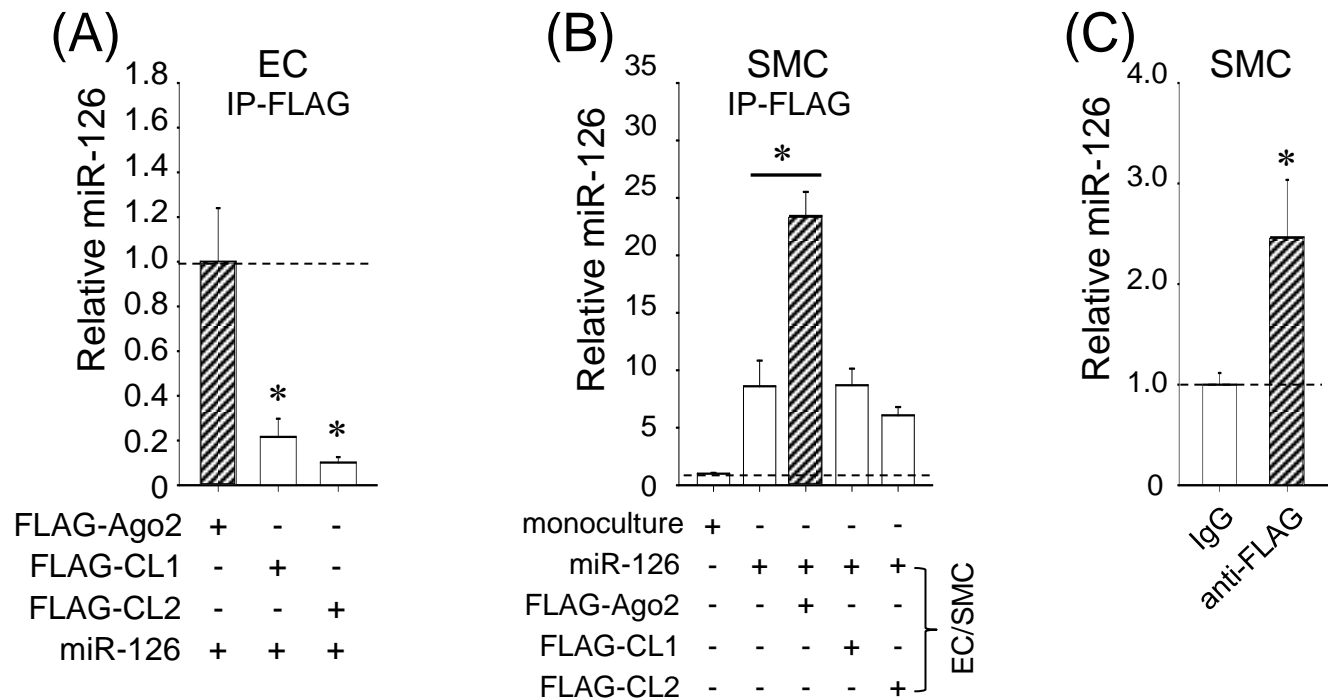 (A)
EC
IP-FLAG
Relative miR-126
1.8
1.6
1.4
1.2
1.0
0.8
0.6
0.4
0.2
0
*
*
FLAG-Ago2 + - -
FLAG-CL1 - + -
FLAG-CL2 - - +
miR-126 + + +
(B)
SMC
IP-FLAG
Relative miR-126
35
30
25
20
15
10
5
0
*
monoculture + - - - -
miR-126 - + + + +
FLAG-Ago2 - - + - -
FLAG-CL1 - - - + -
FLAG-CL2 - - - - +
EC/SMC
(C)
SMC
Relative miR-126
4.0
3.0
2.0
1.0
0
*
IgG
anti-FLAG